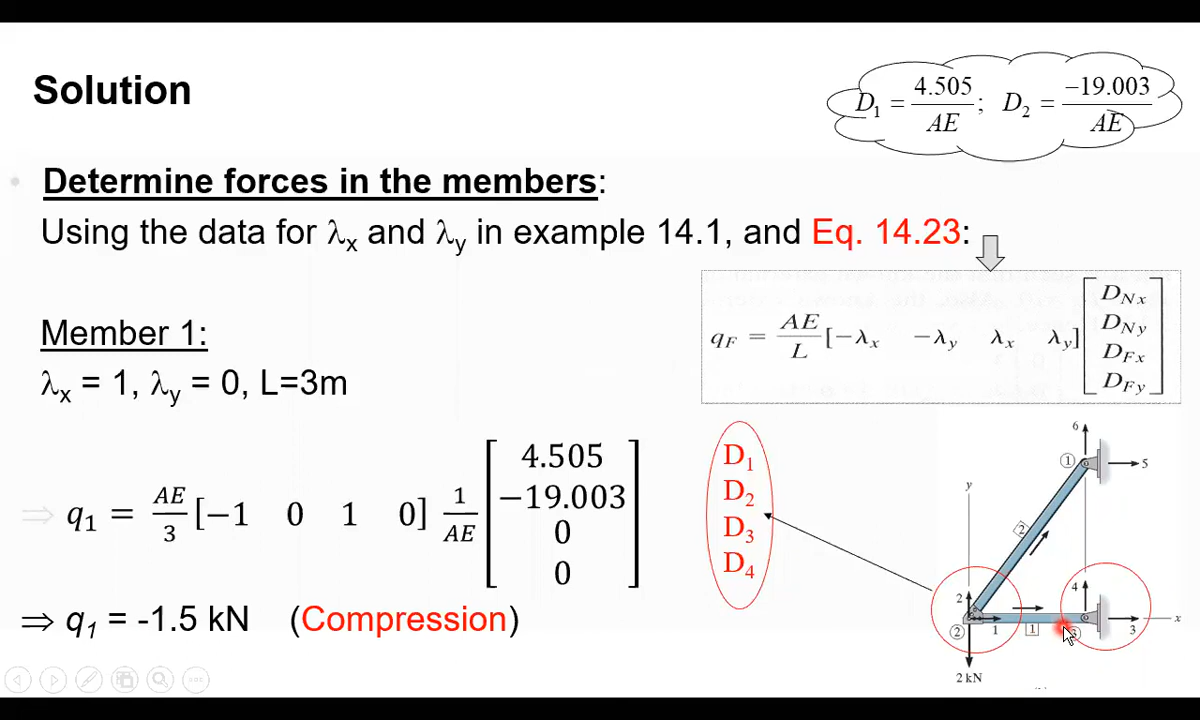 Solution
D₁ = 4.505/AE ; D₂ = −19.003/AE
Determine forces in the members:
Using the data for λx and λy in example 14.1, and Eq. 14.23:
qF = AE/L [−λx −λy λx λy] [DNx DNy DFx DFy]
Member 1:
λx = 1, λy = 0, L=3m
⇒ q₁ = AE/3 [−1 0 1 0] 1/AE [4.505 −19.003 0 0]
D₁
D₂
D₃
D₄
⇒ q₁ = -1.5 kN (Compression)
6
① 5
y
2
2 4
② 1 1 3 x
2 kN